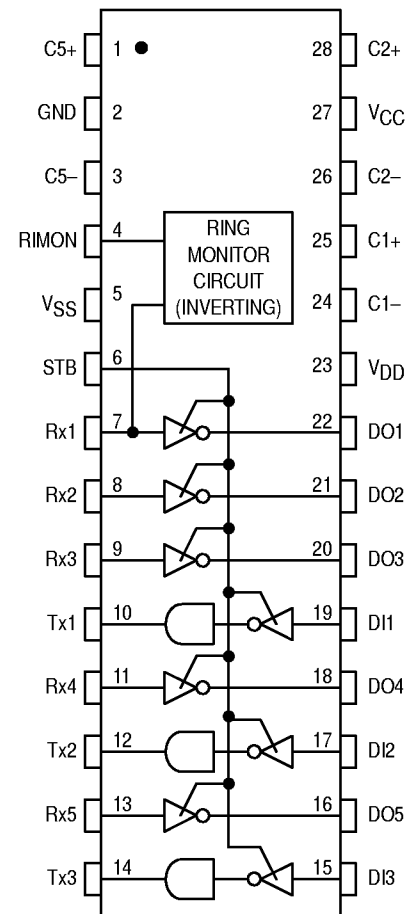 C5+ 1 28 C2+
GND 2 27 VCC
C5– 3 26 C2–
RIMON 4 25 C1+
RING
MONITOR
CIRCUIT
(INVERTING)
VSS 5 24 C1–
STB 6 23 VDD
Rx1 7 22 DO1
Rx2 8 21 DO2
Rx3 9 20 DO3
Tx1 10 19 DI1
Rx4 11 18 DO4
Tx2 12 17 DI2
Rx5 13 16 DO5
Tx3 14 15 DI3